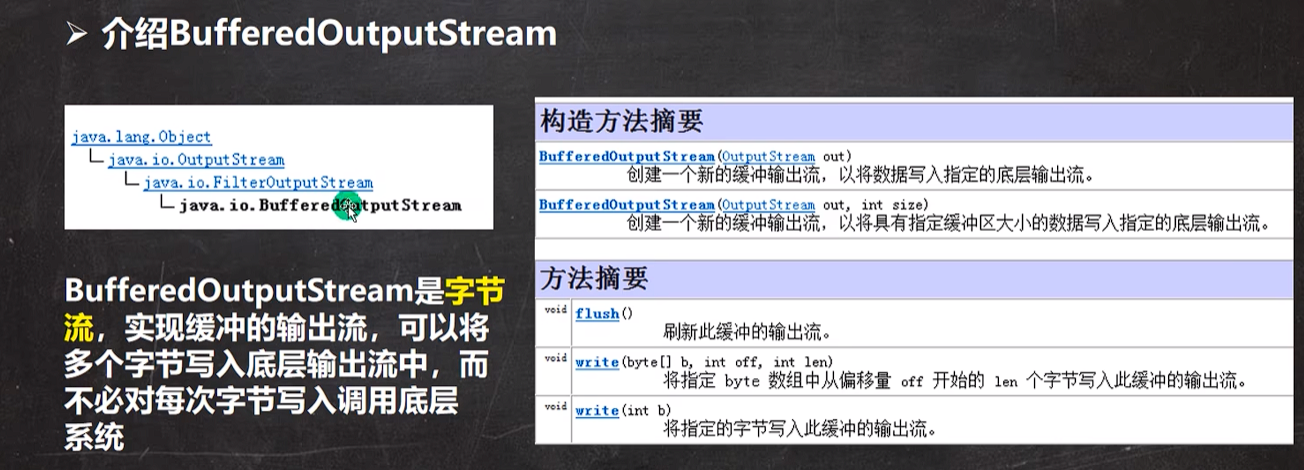 ➢ 介绍BufferedOutputStream
java.lang.Object
java.io.OutputStream
java.io.FilterOutputStream
java.io.BufferedOutputStream
BufferedOutputStream是字节
流，实现缓冲的输出流，可以将
多个字节写入底层输出流中，而
不必对每次字节写入调用底层
系统
构造方法摘要
BufferedOutputStream(OutputStream out)
创建一个新的缓冲输出流，以将数据写入指定的底层输出流。
BufferedOutputStream(OutputStream out, int size)
创建一个新的缓冲输出流，以将具有指定缓冲区大小的数据写入指定的底层输出流。
方法摘要
void flush()
刷新此缓冲的输出流。
void write(byte[] b, int off, int len)
将指定 byte 数组中从偏移量 off 开始的 len 个字节写入此缓冲的输出流。
void write(int b)
将指定的字节写入此缓冲的输出流。